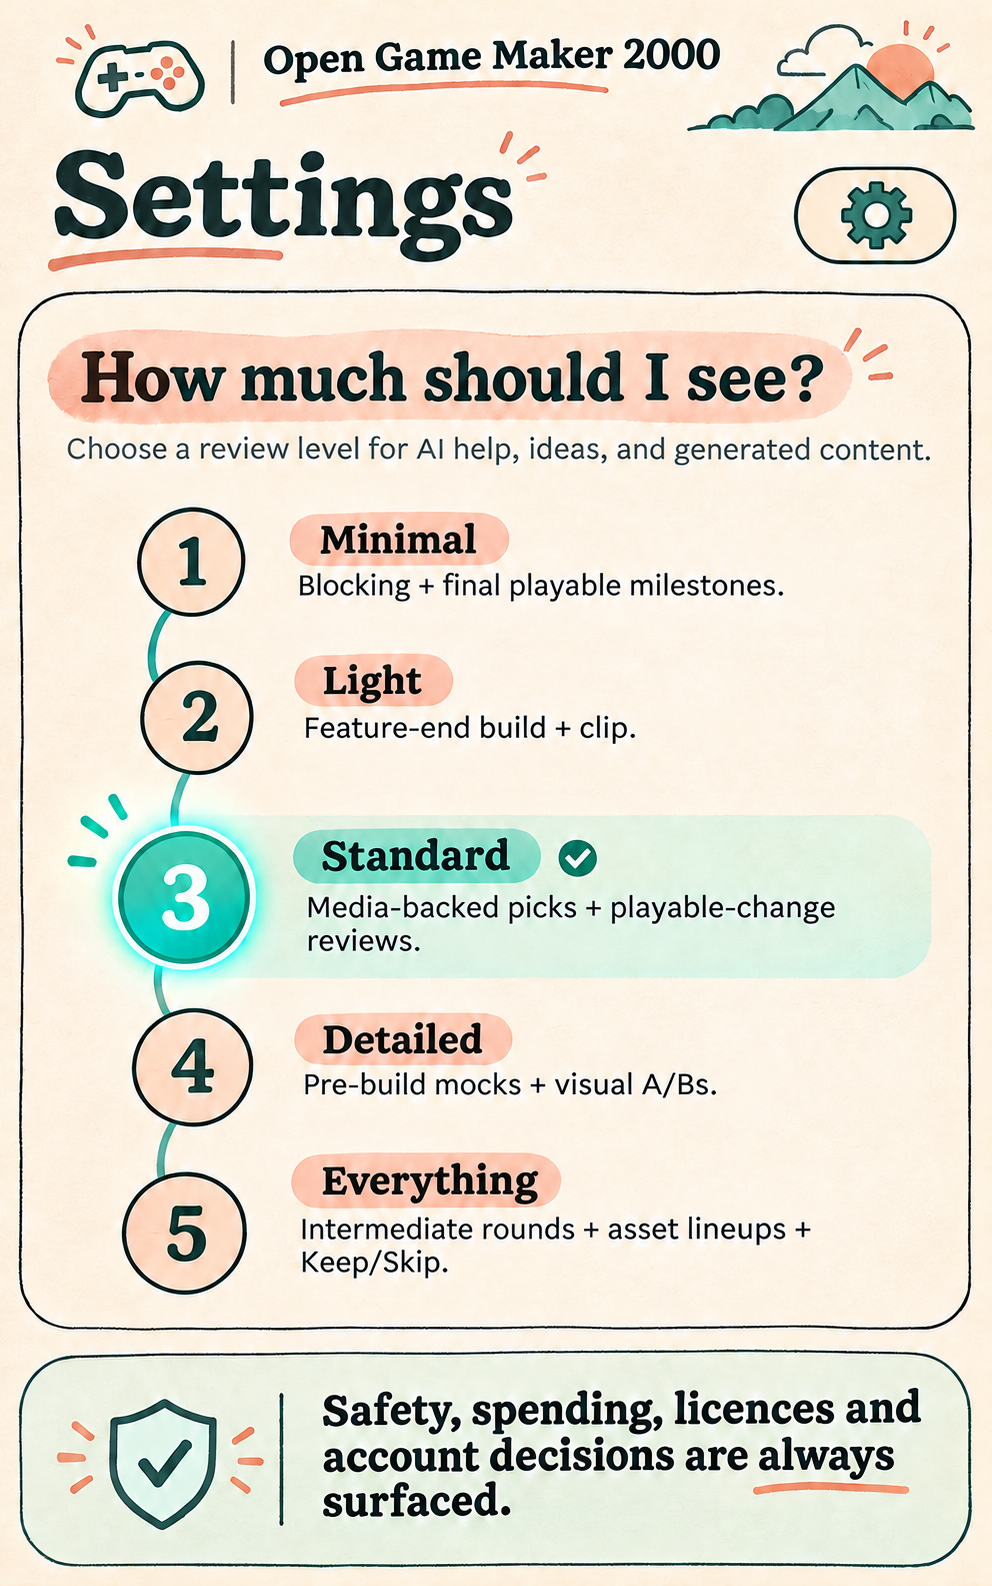 Open Game Maker 2000
Settings
How much should I see?
Choose a review level for AI help, ideas, and generated content.
1
Minimal
Blocking + final playable milestones.
2
Light
Feature-end build + clip.
3
Standard
Media-backed picks + playable-change
reviews.
4
Detailed
Pre-build mocks + visual A/Bs.
5
Everything
Intermediate rounds + asset lineups +
Keep/Skip.
Safety, spending, licences and
account decisions are always
surfaced.